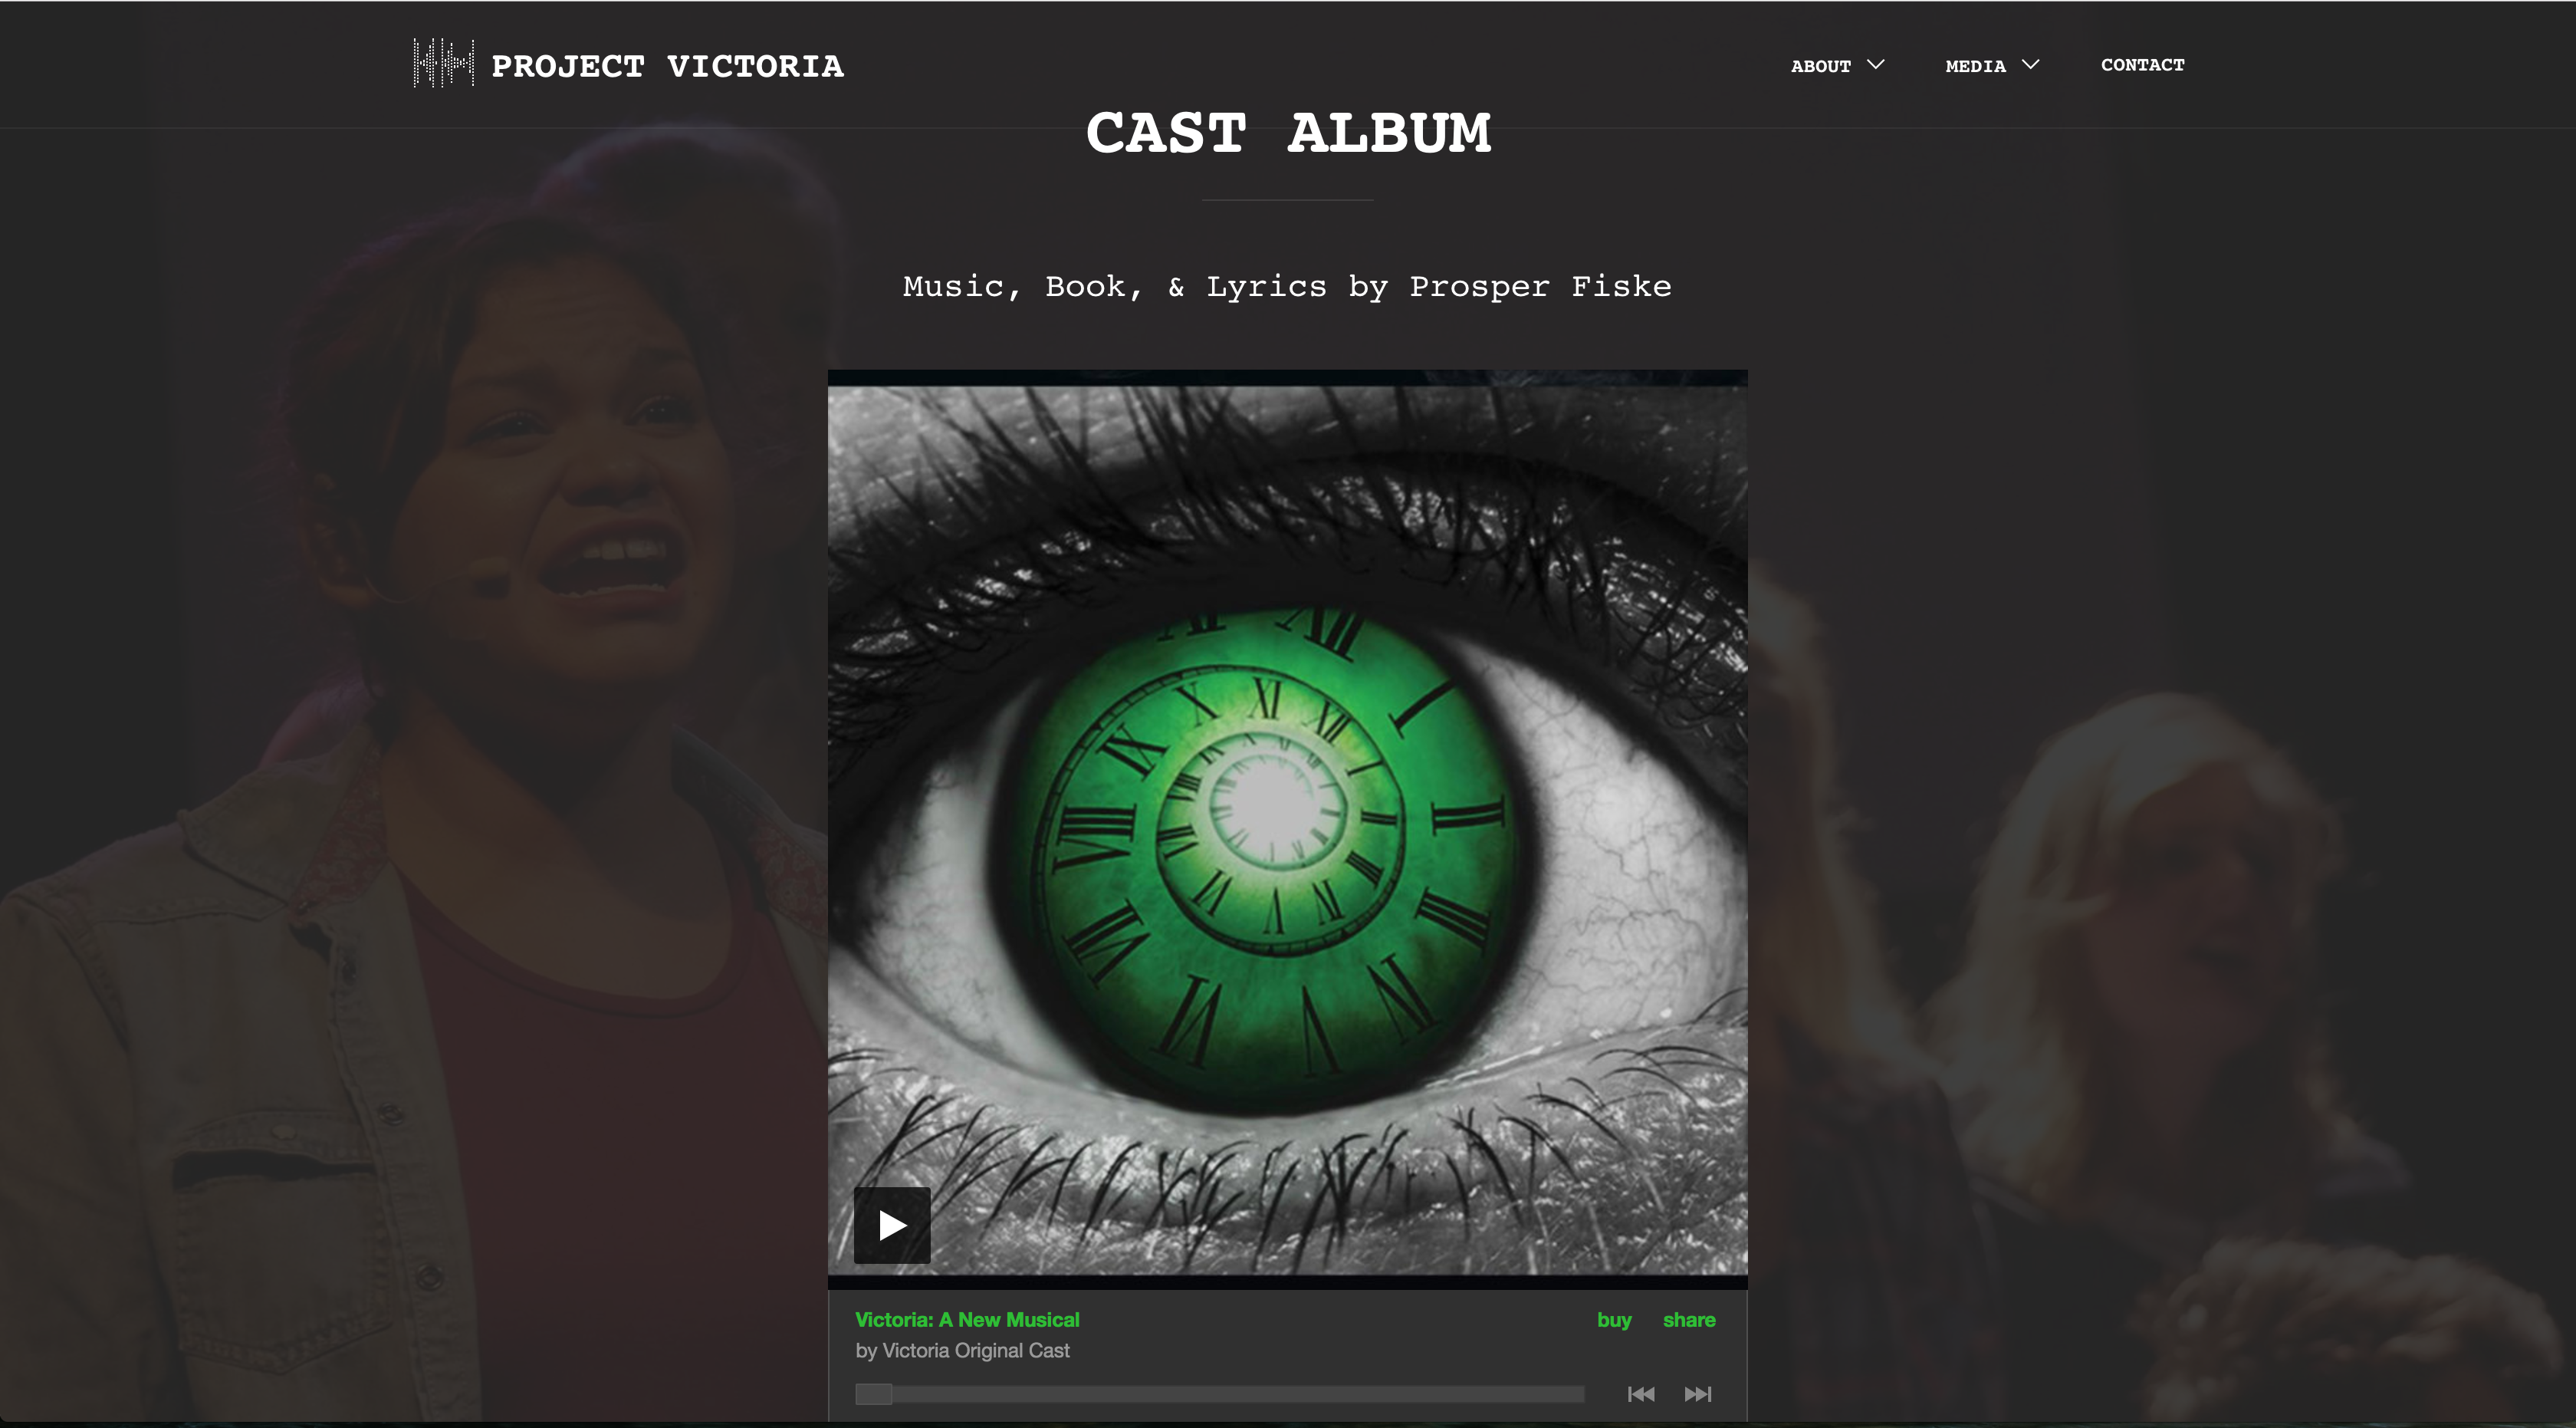 PROJECT VICTORIA
ABOUT
MEDIA
CONTACT
CAST ALBUM
Music, Book, & Lyrics by Prosper Fiske
Victoria: A New Musical
buy
share
by Victoria Original Cast